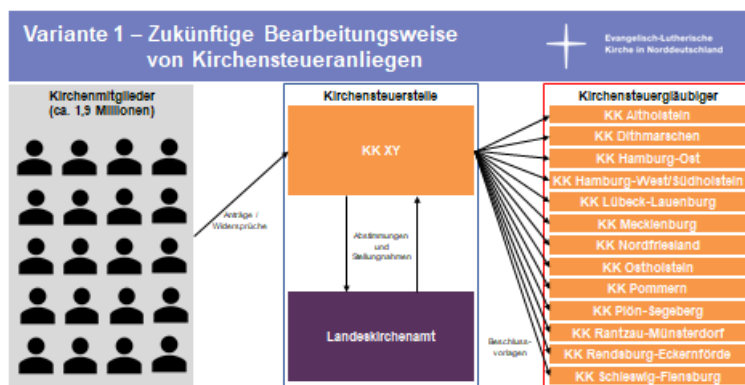 Variante 1 – Zukünftige Bearbeitungsweise
von Kirchensteueranliegen
Evangelisch-Lutherische
Kirche in Norddeutschland
Kirchenmitglieder
(ca. 1,9 Millionen)
Anträge /
Widersprüche
Kirchensteuerstelle
KK XY
Abstimmungen
und
Stellungnahmen
Landeskirchenamt
Beschluss-
vorlagen
Kirchensteuergläubiger
KK Altholstein
KK Dithmarschen
KK Hamburg-Ost
KK Hamburg-West/Südholstein
KK Lübeck-Lauenburg
KK Mecklenburg
KK Nordfriesland
KK Ostholstein
KK Pommern
KK Plön-Segeberg
KK Rantzau-Münsterdorf
KK Rendsburg-Eckernförde
KK Schleswig-Flensburg